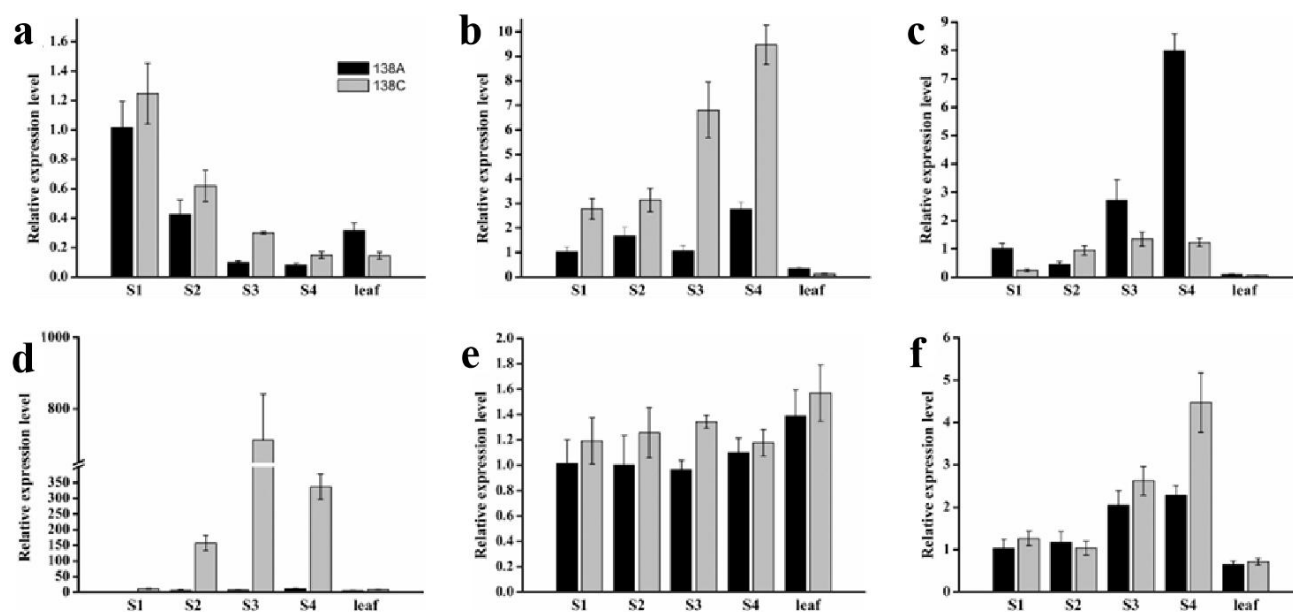 a
Relative expression level
1.6
1.4
1.2
1.0
0.8
0.6
0.4
0.2
0.0
138A
138C
S1 S2 S3 S4 leaf
b
Relative expression level
10
9
8
7
6
5
4
3
2
1
0
S1 S2 S3 S4 leaf
c
Relative expression level
9
8
7
6
5
4
3
2
1
0
S1 S2 S3 S4 leaf
d
Relative expression level
1000
800
350
300
250
200
150
100
50
0
S1 S2 S3 S4 leaf
e
Relative expression level
2.0
1.8
1.6
1.4
1.2
1.0
0.8
0.6
0.4
0.2
0.0
S1 S2 S3 S4 leaf
f
Relative expression level
6
5
4
3
2
1
0
S1 S2 S3 S4 leaf